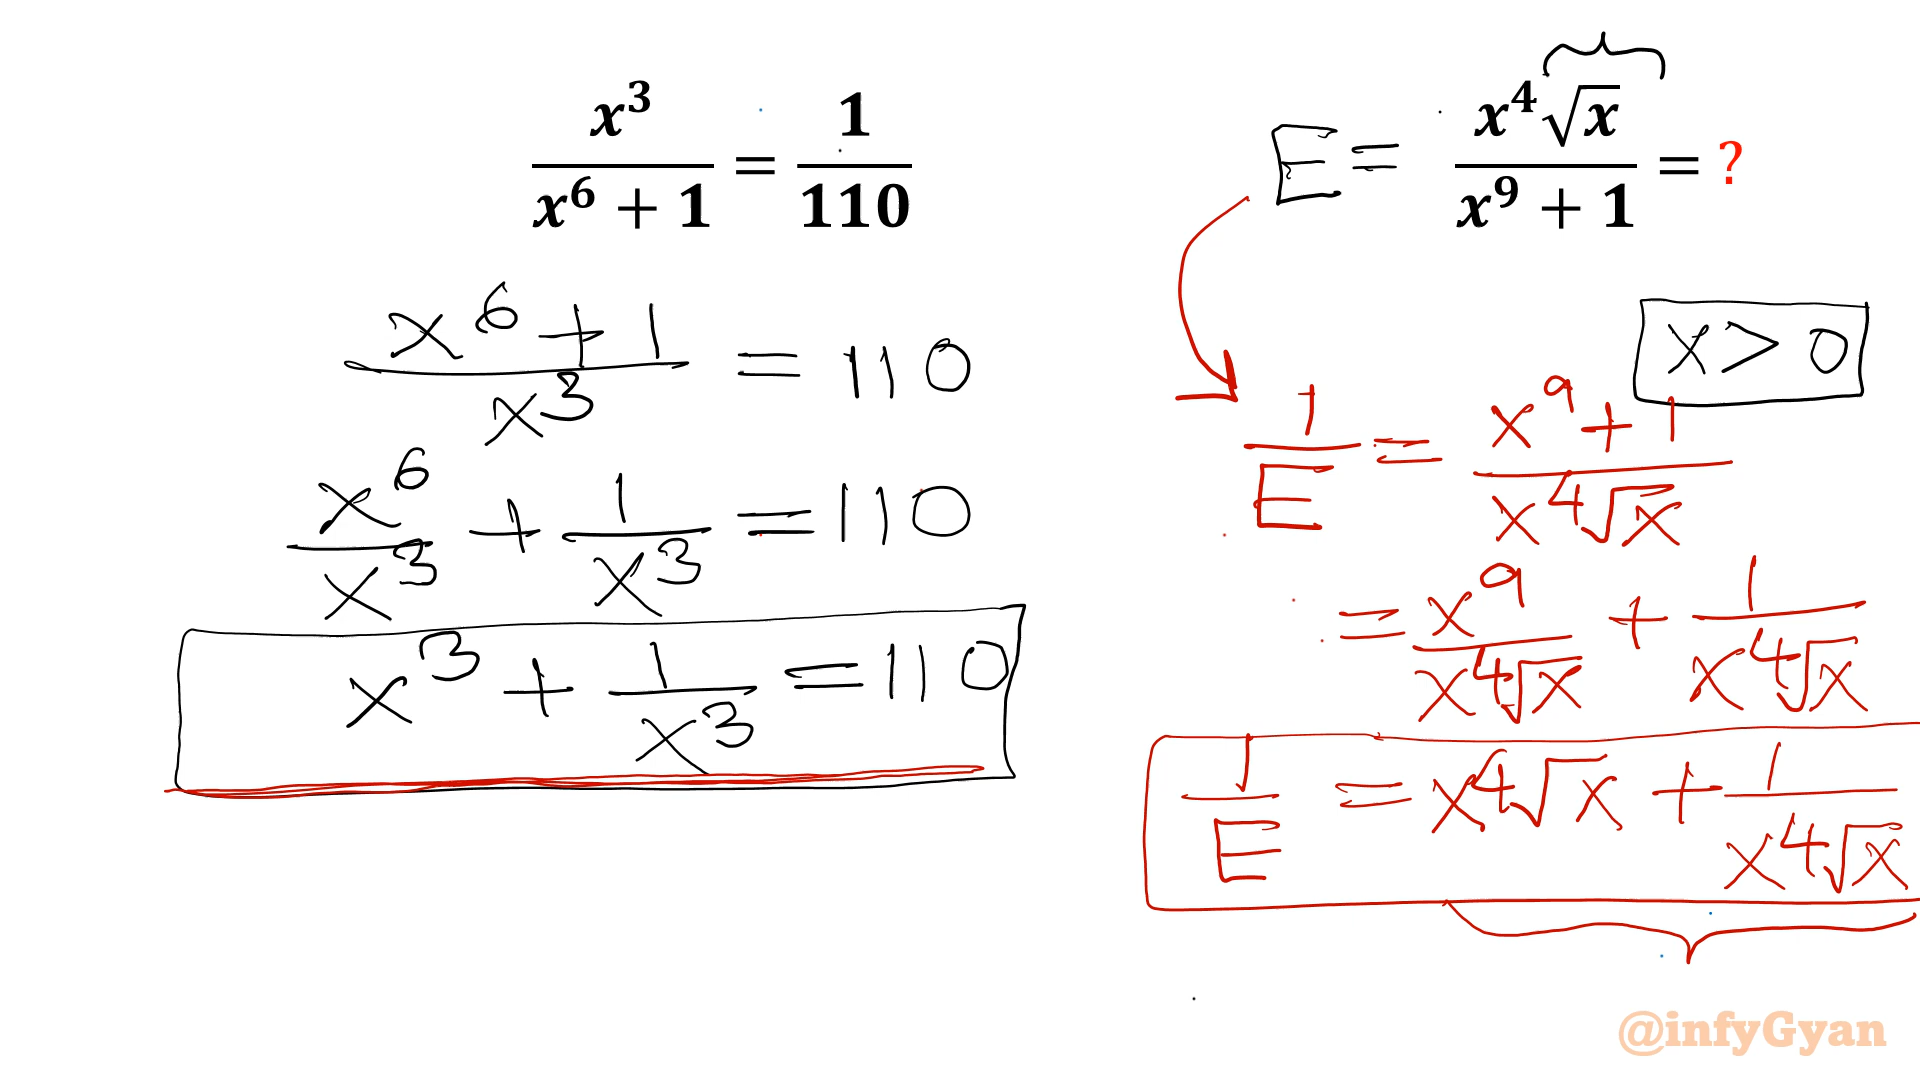 x³/(x⁶ + 1) = 1/110
(x⁶ + 1)/x³ = 110
x⁶/x³ + 1/x³ = 110
x³ + 1/x³ = 110
E = x⁴√x/(x⁹ + 1) = ?
x > 0
1/E = (x⁹ + 1)/(x⁴√x)
= x⁹/(x⁴√x) + 1/(x⁴√x)
1/E = x⁴√x + 1/(x⁴√x)
@infyGyan